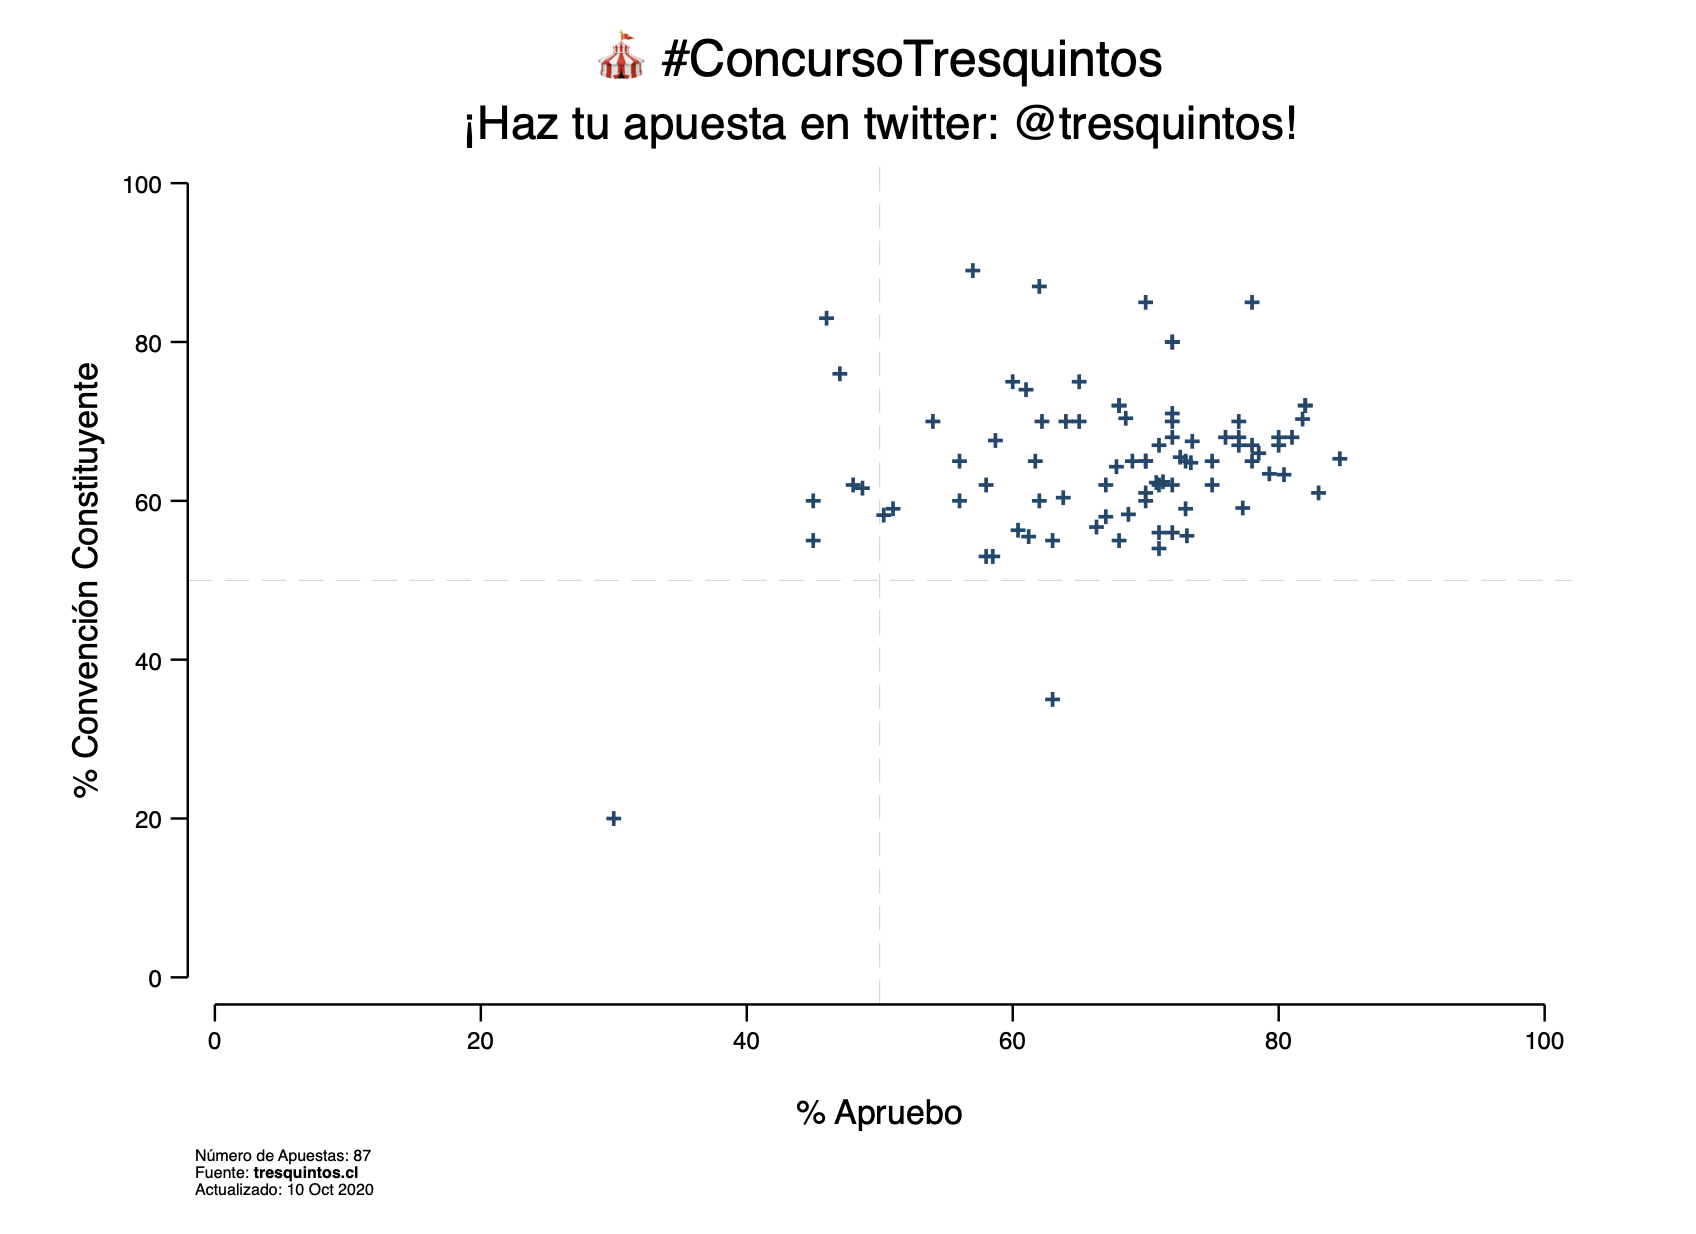 #ConcursoTresquintos
¡Haz tu apuesta en twitter: @tresquintos!
100
80
60
40
20
0
% Convención Constituyente
0 20 40 60 80 100
% Apruebo
Número de Apuestas: 87
Fuente: tresquintos.cl
Actualizado: 10 Oct 2020